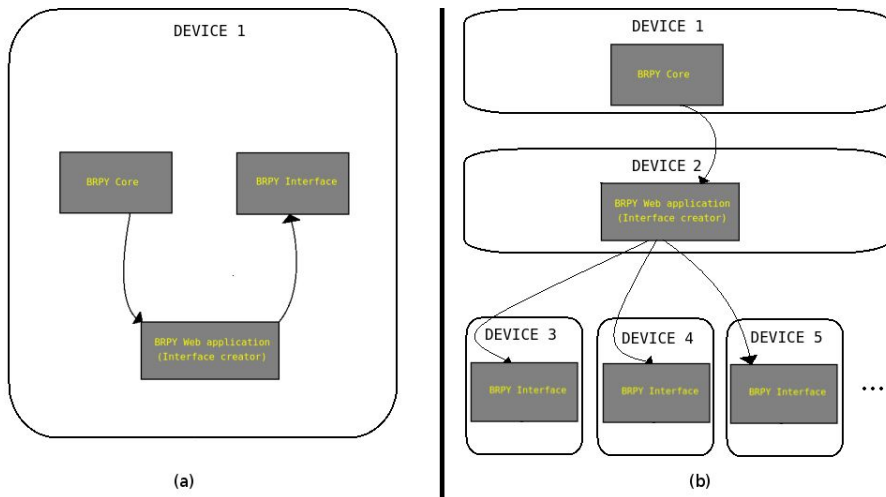 DEVICE 1
BRPY Core
BRPY Interface
BRPY Web application
(Interface creator)
(a)
DEVICE 1
BRPY Core
DEVICE 2
BRPY Web application
(Interface creator)
DEVICE 3
BRPY Interface
DEVICE 4
BRPY Interface
DEVICE 5
BRPY Interface
...
(b)